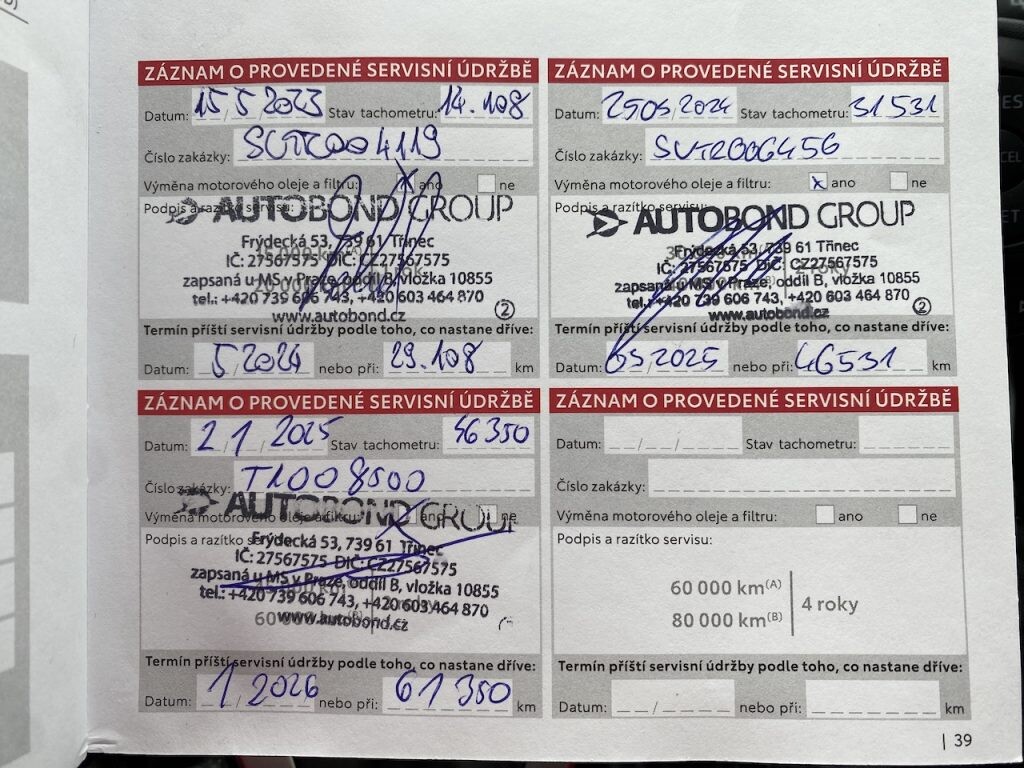 ZÁZNAM O PROVEDENÉ SERVISNÍ ÚDRŽBĚ
Datum: 15/5/2023 Stav tachometru: 14.108
Číslo zakázky: SUTR004119
Výměna motorového oleje a filtru: x ano ne
Podpis a razítko servisu:
AUTOBOND GROUP
Frýdecká 53, 739 61 Třinec
IČ: 27567575 DIČ: CZ27567575
zapsaná u MS v Praze, oddíl B, vložka 10855
tel.: +420 739 606 743, +420 603 464 870
www.autobond.cz
2
Termín příští servisní údržby podle toho, co nastane dříve:
Datum: 5/2024 nebo při: 29.108 km
ZÁZNAM O PROVEDENÉ SERVISNÍ ÚDRŽBĚ
Datum: Stav tachometru: 31531
Číslo zakázky: SUTR006456
Výměna motorového oleje a filtru: x ano ne
Podpis a razítko servisu:
AUTOBOND GROUP
Frýdecká 53, 739 61 Třinec
IČ: 27567575 DIČ: CZ27567575
zapsaná u MS v Praze, oddíl B, vložka 10855
tel.: +420 739 606 743, +420 603 464 870
www.autobond.cz
2
Termín příští servisní údržby podle toho, co nastane dříve:
Datum: 05/2025 nebo při: 46531 km
ZÁZNAM O PROVEDENÉ SERVISNÍ ÚDRŽBĚ
Datum: 2/1/2025 Stav tachometru: 46350
Číslo zakázky: T1008500
Výměna motorového oleje a filtru: x ano ne
Podpis a razítko servisu:
AUTOBOND GROUP
Frýdecká 53, 739 61 Třinec
IČ: 27567575 DIČ: CZ27567575
zapsaná u MS v Praze, oddíl B, vložka 10855
tel.: +420 739 606 743, +420 603 464 870
www.autobond.cz
Termín příští servisní údržby podle toho, co nastane dříve:
Datum: 1/2026 nebo při: 61350 km
ZÁZNAM O PROVEDENÉ SERVISNÍ ÚDRŽBĚ
Datum: Stav tachometru:
Číslo zakázky:
Výměna motorového oleje a filtru: ano ne
Podpis a razítko servisu:
60 000 km(A)
80 000 km(B)
4 roky
Termín příští servisní údržby podle toho, co nastane dříve:
Datum: nebo při: km
| 39